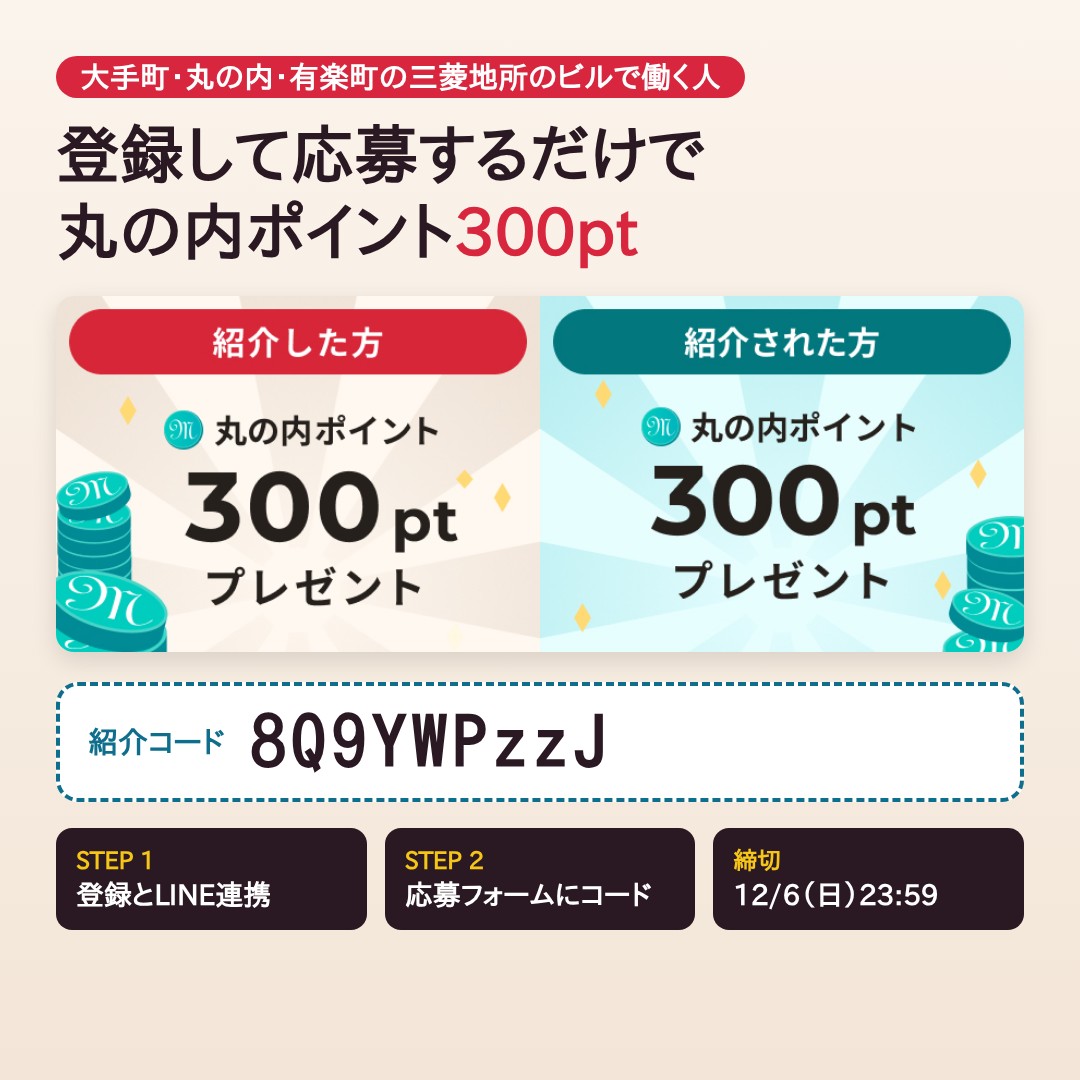 大手町・丸の内・有楽町の三菱地所のビルで働く人
登録して応募するだけで
丸の内ポイント300pt
紹介した方
丸の内ポイント
300pt
プレゼント
紹介された方
丸の内ポイント
300pt
プレゼント
紹介コード 8Q9YWPzzJ
STEP 1
登録とLINE連携
STEP 2
応募フォームにコード
締切
12/6(日)23:59